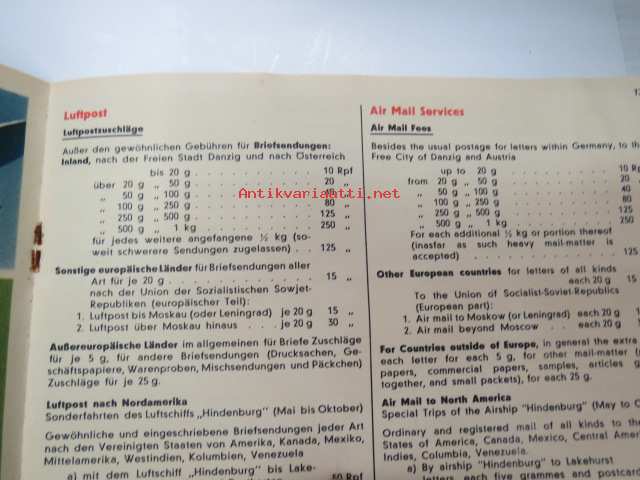 Luftpost
Luftpostzuschläge
Außer den gewöhnlichen Gebühren für Briefsendungen:
Inland, nach der Freien Stadt Danzig und nach Österreich
bis 20 g . . . . . . . . . . 10 Rpf
über 20 g „ 50 g . . . . . . . . . . 20 „
„ 50 g „ 100 g . . . . . . . . . . 40 „
„ 100 g „ 250 g . . . . . . . . . . 80 „
„ 250 g „ 500 g . . . . . . . . . . 125 „
„ 500 g „ 1 kg . . . . . . . . . . 250 „
für jedes weitere angefangene ½ kg (so-
weit schwerere Sendungen zugelassen) . . . 125 „
Sonstige europäische Länder für Briefsendungen aller
Art für je 20 g . . . . . . . . . . 15 „
nach der Union der Sozialistischen Sowjet-
Republiken (europäischer Teil):
1. Luftpost bis Moskau (oder Leningrad) je 20 g 15 „
2. Luftpost über Moskau hinaus . . . je 20 g 30 „
Außereuropäische Länder im allgemeinen für Briefe Zuschläge
für je 5 g, für andere Briefsendungen (Drucksachen, Ge-
schäftspapiere, Warenproben, Mischsendungen und Päckchen)
Zuschläge für je 25 g.
Luftpost nach Nordamerika
Sonderfahrten des Luftschiffs „Hindenburg“ (Mai bis Oktober)
Gewöhnliche und eingeschriebene Briefsendungen jeder Art
nach den Vereinigten Staaten von Amerika, Kanada, Mexiko,
Mittelamerika, Westindien, Kolumbien, Venezuela
a) mit dem Luftschiff „Hindenburg“ bis Lake-
50 Rpf
Air Mail Services
Air Mail Fees
Besides the usual postage for letters within Germany, to th
Free City of Danzig and Austria
up to 20 g . . . . . . . . 10 Rpf
from 20 g „ 50 g . . . . . . . . 20
„ 50 g „ 100 g . . . . . . . . 40
„ 100 g „ 250 g . . . . . . . . 80
„ 250 g „ 500 g . . . . . . . . 125
„ 500 g „ 1 kg . . . . . . . . 250
For each additional ½ kg or portion thereof
(inasfar as such heavy mail-matter is
accepted) . . . . . . . . . . 125
Other European countries for letters of all kinds
each 20 g 15
To the Union of Socialist-Soviet-Republics
(European part):
1. Air mail to Moskow (or Leningrad) each 20 g 15
2. Air mail beyond Moscow . . . each 20 g
For Countries outside of Europe, in general the extra
each letter for each 5 g, for other mail-matter
papers, commercial papers, samples, articles
together, and small packets), for each 25 g.
Air Mail to North America
Special Trips of the Airship “Hindenburg” (May to O
Ordinary and registered mail of all kinds to the
States of America, Canada, Mexico, Central Amer
Indies, Columbia, Venezuela.
a) By airship “Hindenburg” to Lakehurst
letters, each five grammes and postcard
Antikvariaatti.net